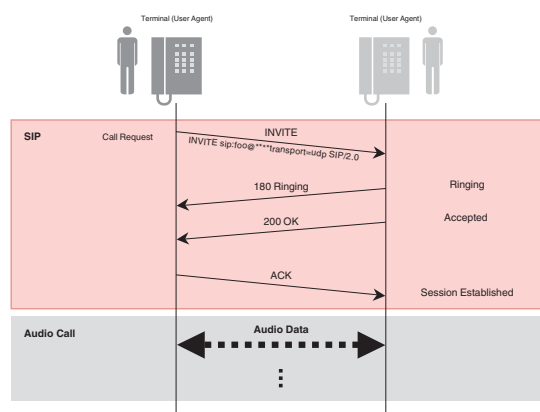 Terminal (User Agent)
Terminal (User Agent)
SIP
Call Request
INVITE
INVITE sip:foo@****transport=udp SIP/2.0
180 Ringing
Ringing
200 OK
Accepted
ACK
Session Established
Audio Call
Audio Data